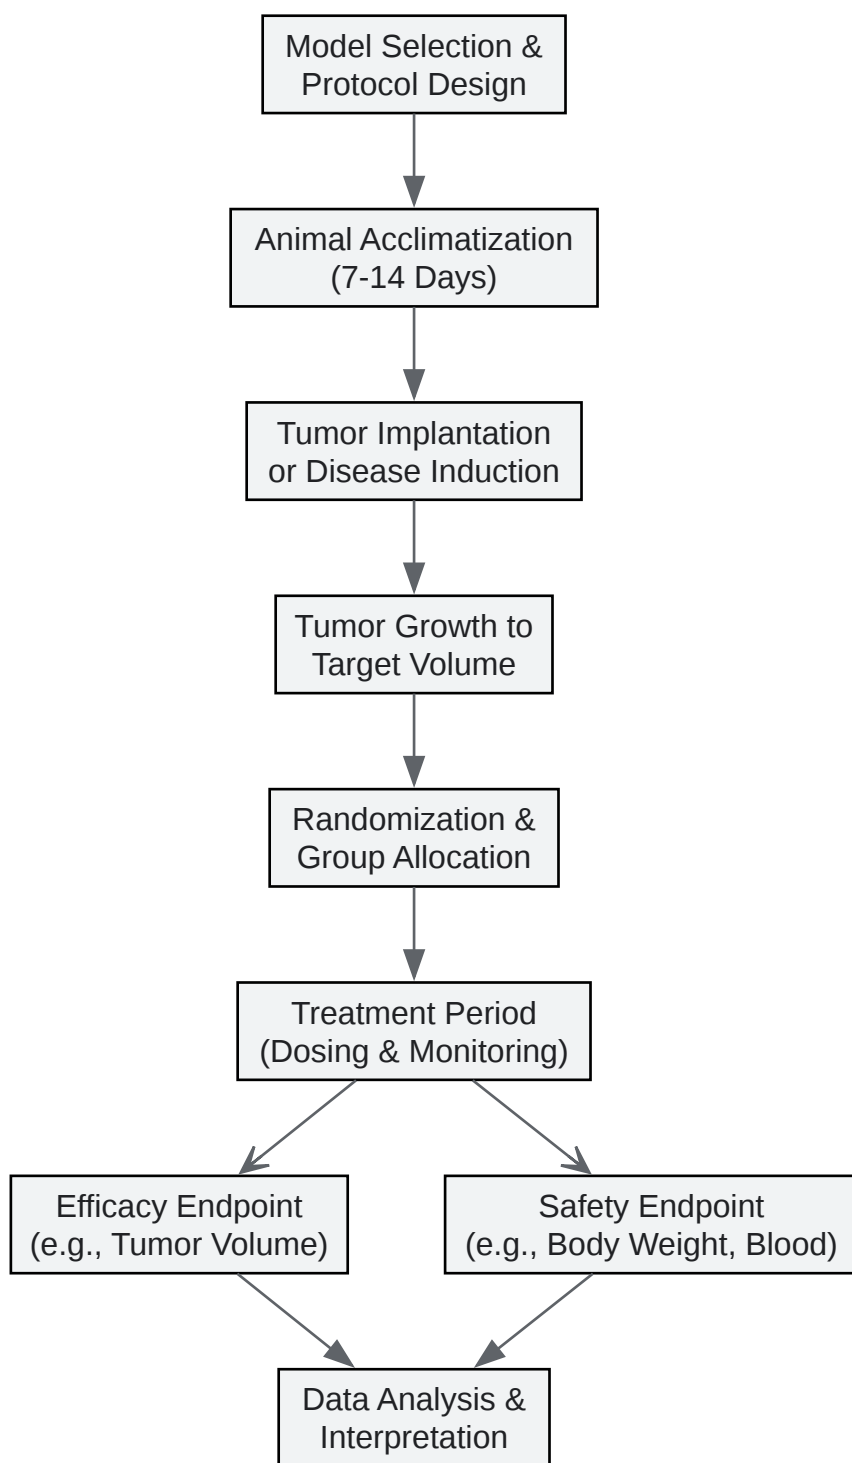 Model Selection &
Protocol Design
Animal Acclimatization
(7-14 Days)
Tumor Implantation
or Disease Induction
Tumor Growth to
Target Volume
Randomization &
Group Allocation
Treatment Period
(Dosing & Monitoring)
Efficacy Endpoint
(e.g., Tumor Volume)
Safety Endpoint
(e.g., Body Weight, Blood)
Data Analysis &
Interpretation